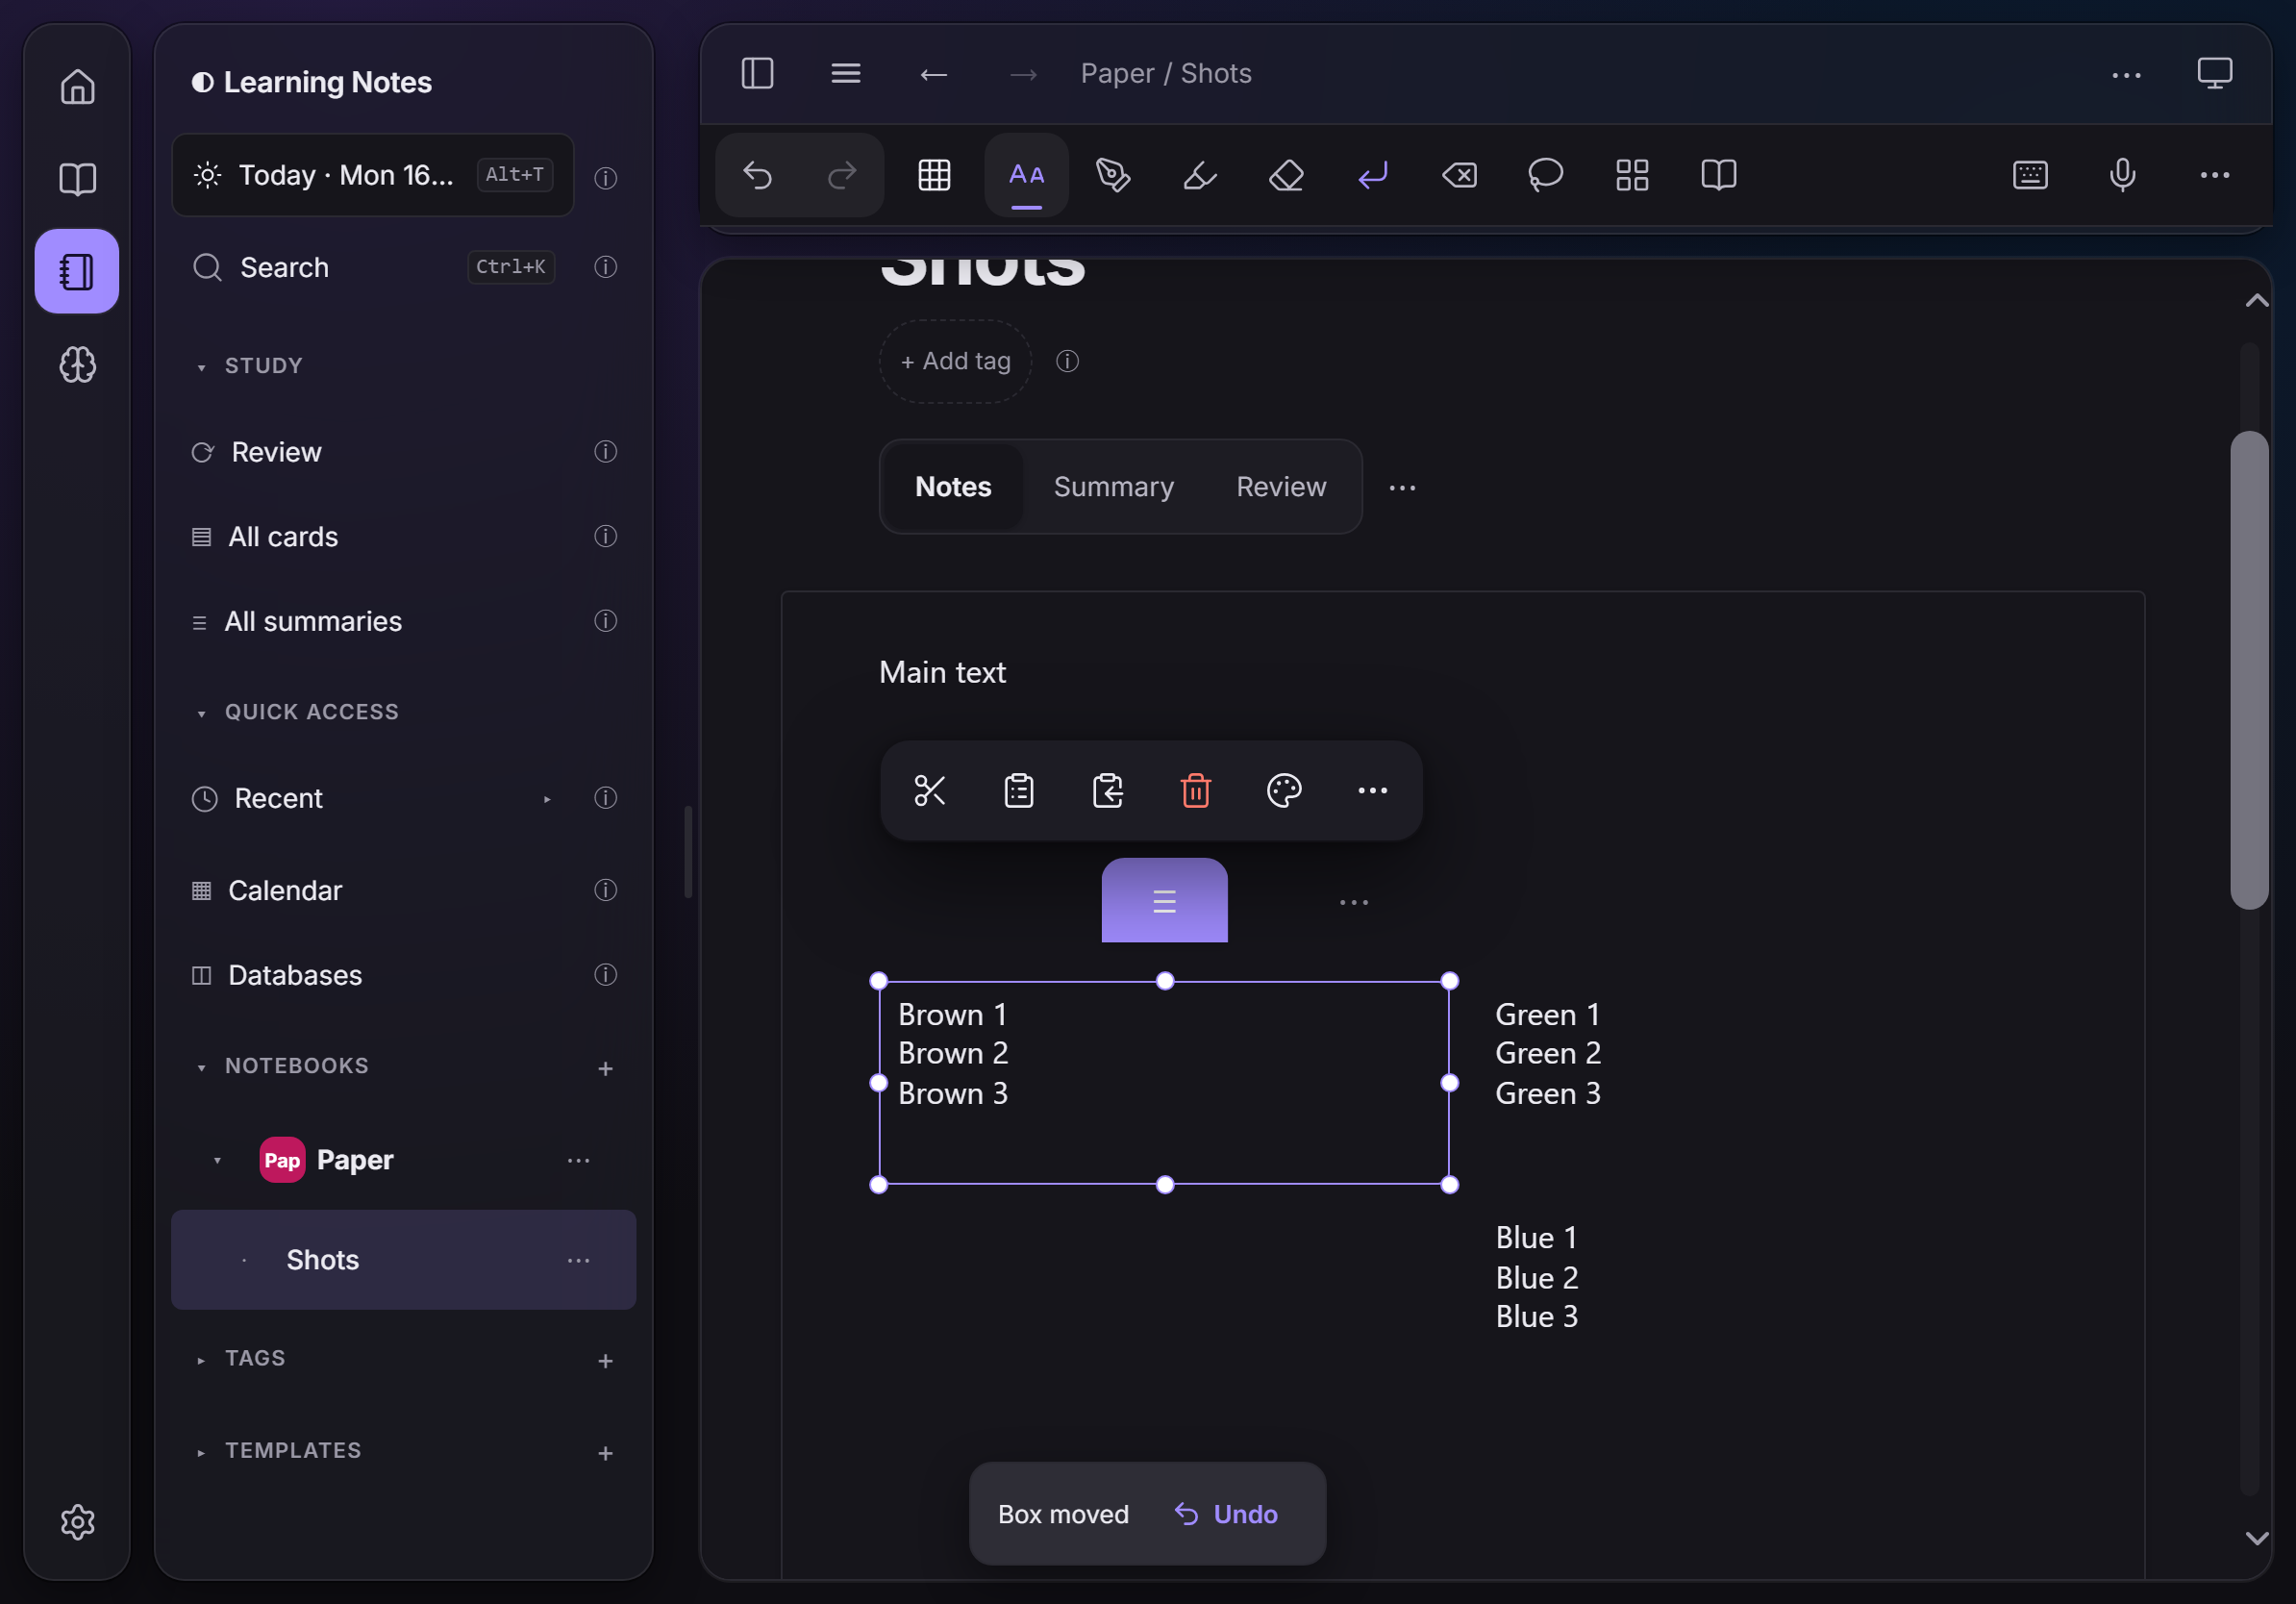 Learning Notes
Today · Mon 16... Alt+T
Search Ctrl+K
STUDY
Review
All cards
All summaries
QUICK ACCESS
Recent
Calendar
Databases
NOTEBOOKS
Pap Paper
Shots
TAGS
TEMPLATES
Paper / Shots
AA
Shots
+ Add tag
Notes Summary Review
Main text
Brown 1
Brown 2
Brown 3
Green 1
Green 2
Green 3
Blue 1
Blue 2
Blue 3
Box moved Undo